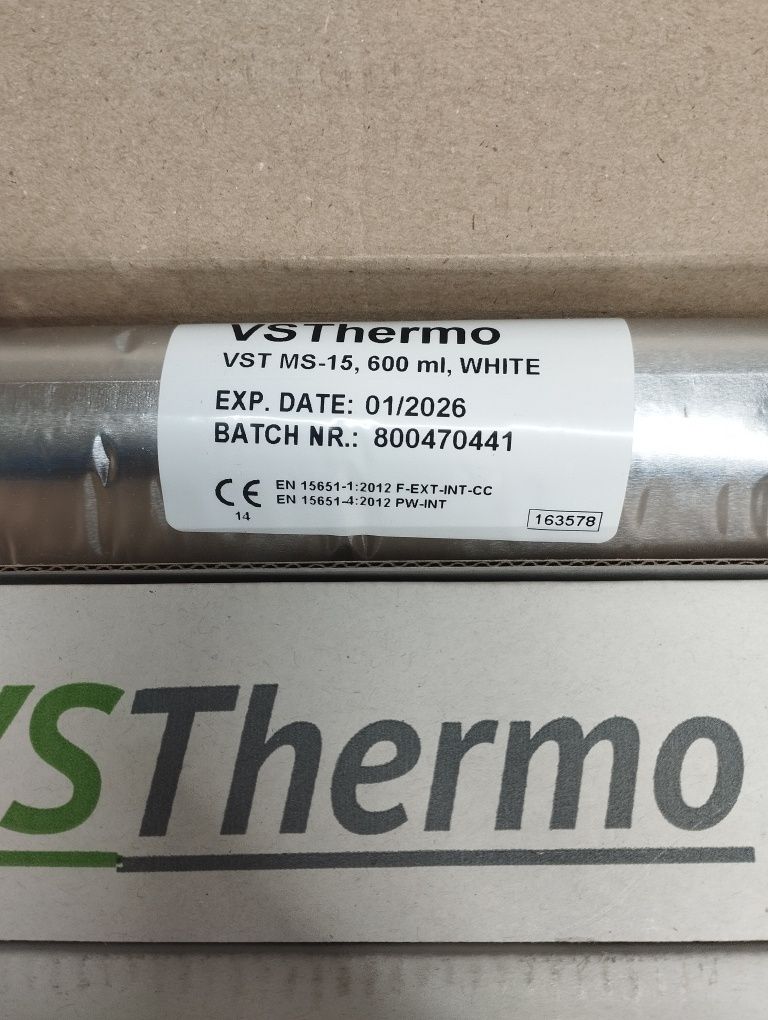 VSThermo
VST MS-15, 600 ml, WHITE
EXP. DATE: 01/2026
BATCH NR.: 800470441
CE
14
EN 15651-1:2012 F-EXT-INT-CC
EN 15651-4:2012 PW-INT
163578
VSThermo